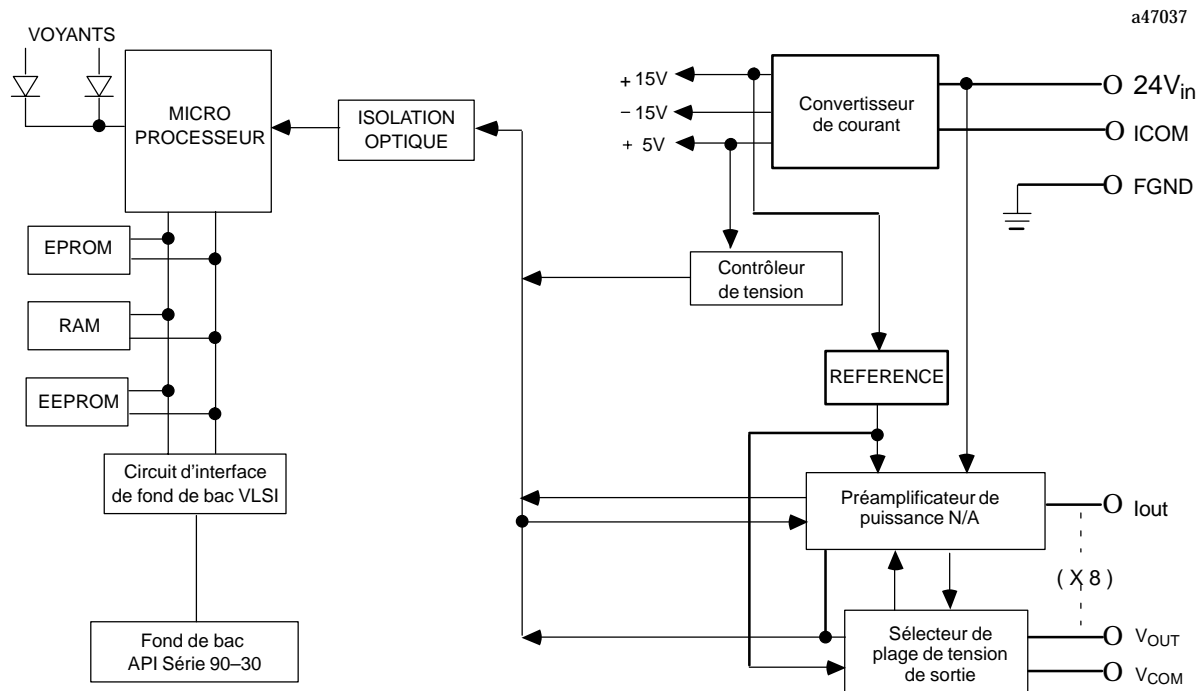 a47037
VOYANTS
MICRO
PROCESSEUR
ISOLATION
OPTIQUE
+ 15V
– 15V
+ 5V
Convertisseur
de courant
24Vin
ICOM
FGND
EPROM
RAM
EEPROM
Contrôleur
de tension
REFERENCE
Circuit d'interface
de fond de bac VLSI
Préamplificateur de
puissance N/A
Iout
( X 8 )
Fond de bac
API Série 90–30
Sélecteur de
plage de tension
de sortie
VOUT
VCOM